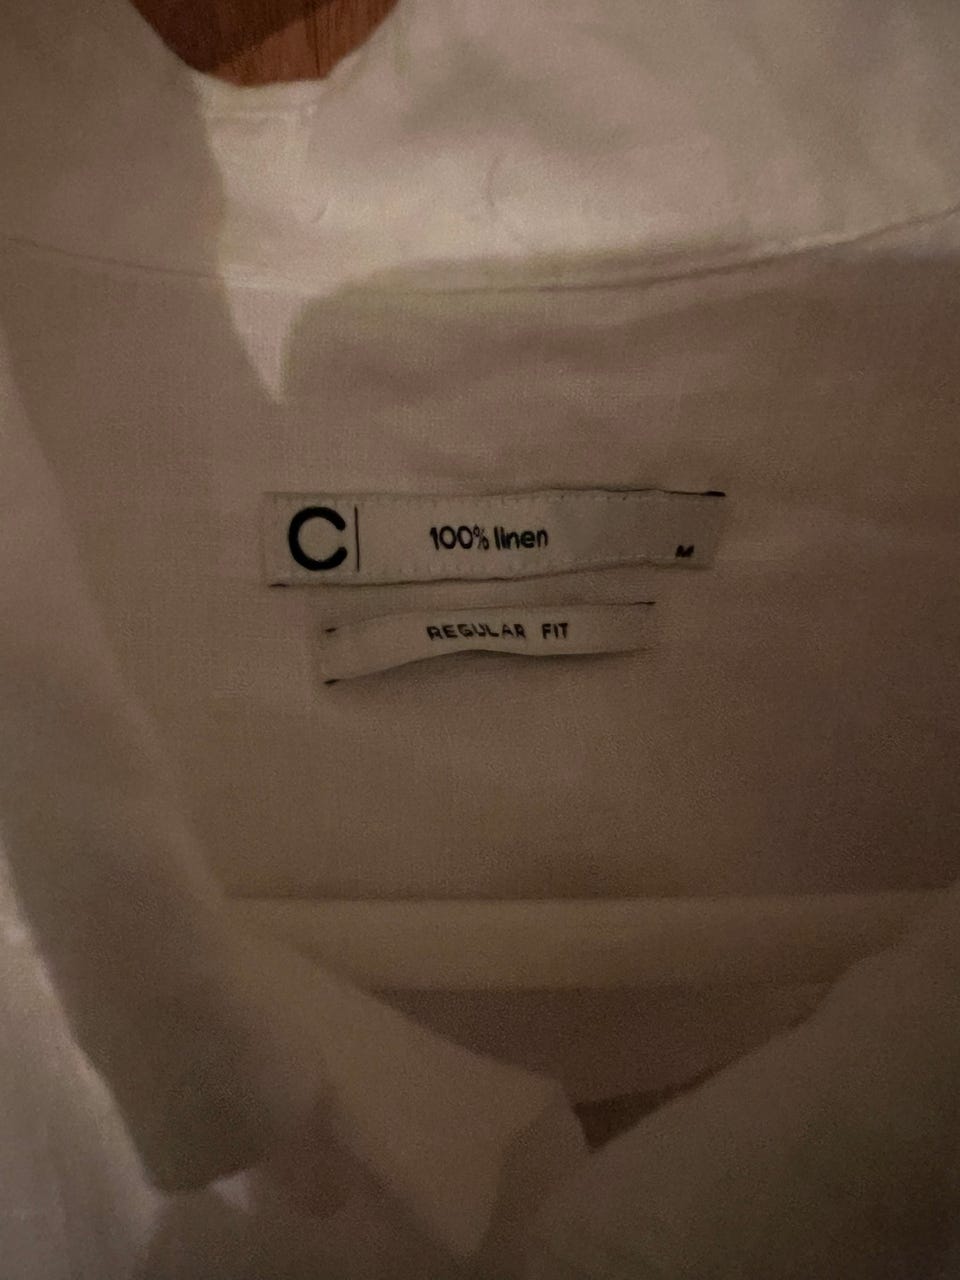 C| 100% linen M
REGULAR FIT